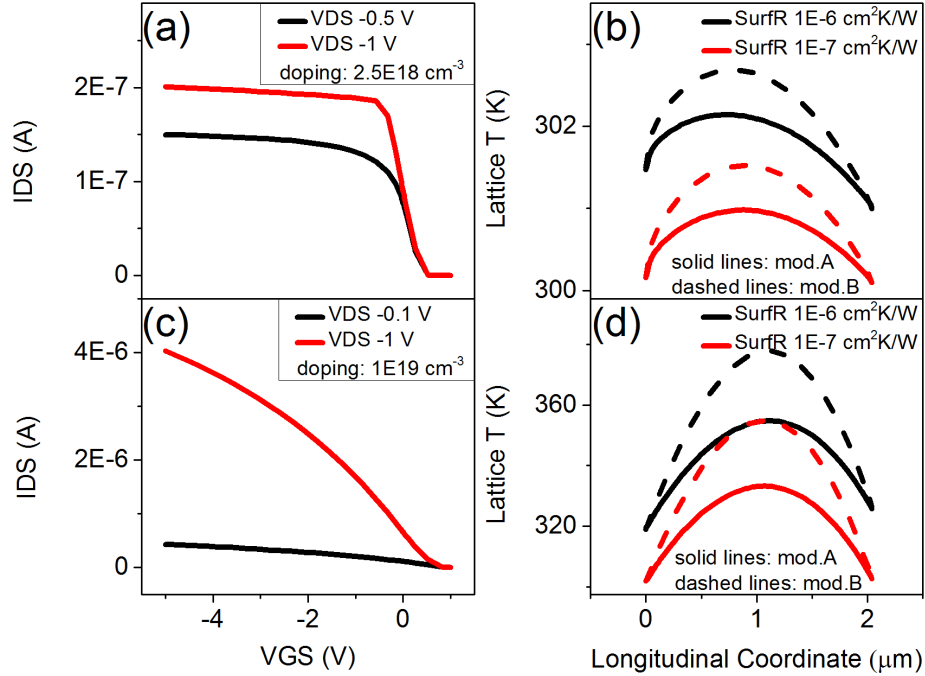 (a)
VDS -0.5 V
VDS -1 V
doping: 2.5E18 cm⁻³
2E-7
1E-7
0
IDS (A)
(b)
SurfR 1E-6 cm²K/W
SurfR 1E-7 cm²K/W
302
300
Lattice T (K)
solid lines: mod.A
dashed lines: mod.B
(c)
VDS -0.1 V
VDS -1 V
doping: 1E19 cm⁻³
4E-6
2E-6
0
IDS (A)
-4
-2
0
VGS (V)
(d)
SurfR 1E-6 cm²K/W
SurfR 1E-7 cm²K/W
360
320
Lattice T (K)
solid lines: mod.A
dashed lines: mod.B
0
1
2
Longitudinal Coordinate (μm)